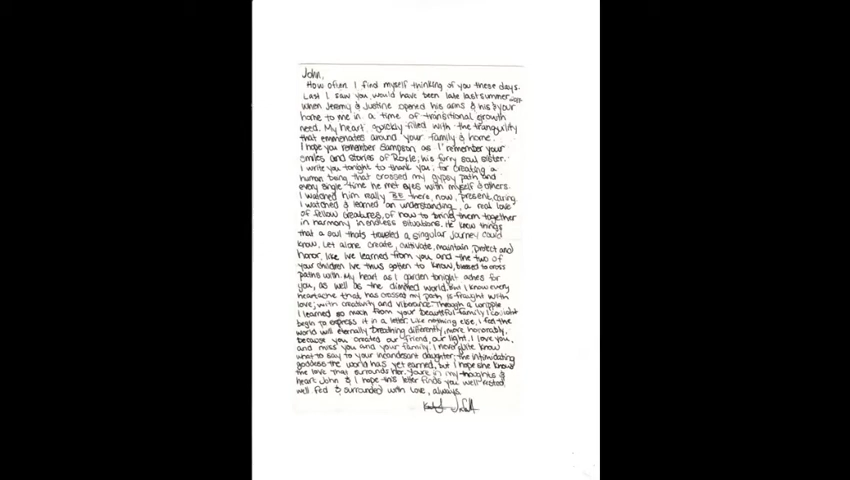 John,
How often I find myself thinking of you these days.
Last I saw you would have been late last summer
when Jeremy & Justine opened his arms & his & your
home to me in a time of transitional growth
need. My heart quickly filled with the tranquility
that emmenates around your family & home.
I hope you remember Sampson as I remember your
smiles and stories of Roxie, his furry soul sister.
I write you tonight to thank you, for creating a
human being that crossed my gypsy path and
every single time he met eyes with myself & others.
I watched him really BE there, now, present, caring.
I watched & learned an understanding, a real love
of fellow creatures, of how to bring them together
in harmony in endless situations. He knew things
that a soul thats traveled a singular journey could
know, let alone create, cultivate, maintain, protect and
honor, like ive learned from you and the two of
your children ive thus gotten to know, blessed to cross
paths with. My heart as I garden tonight aches for
you, as well as the dimmed world. But I know every
heartache that has crossed my path is fraught with
love; with creativity and viberance. Through a ripple
I learned so much from your beautiful family I
begin to express it in a letter. Like nothing else, I feel the
world will eternally breathing differently, more honorably,
because you created our friend, our light. I love you,
and miss you and your family. I never quite know
what to say to your incandesant daughter, the intimidating
goddess the world has yet earned, but I hope she knows
the love that surrounds her. Youre in my thoughts &
heart John & I hope this letter finds you well rested,
well fed & surrounded with love, always.